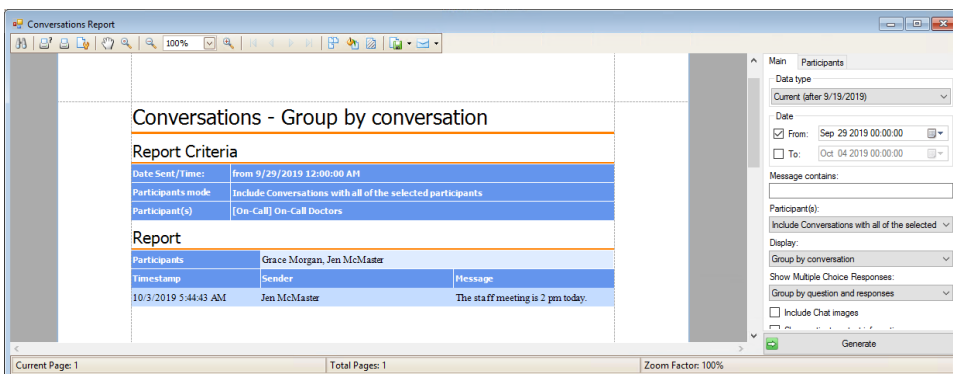 Conversations Report
100%
Conversations - Group by conversation
Report Criteria
Date Sent/Time: from 9/29/2019 12:00:00 AM
Participants mode Include Conversations with all of the selected participants
Participant(s) [On-Call] On-Call Doctors
Report
Participants Grace Morgan, Jen McMaster
Timestamp Sender Message
10/3/2019 5:44:43 AM Jen McMaster The staff meeting is 2 pm today.
Main Participants
Data type
Current (after 9/19/2019)
Date
From: Sep 29 2019 00:00:00
To: Oct 04 2019 00:00:00
Message contains:
Participant(s):
Include Conversations with all of the selected
Display:
Group by conversation
Show Multiple Choice Responses:
Group by question and responses
Include Chat images
Generate
Current Page: 1 Total Pages: 1 Zoom Factor: 100%